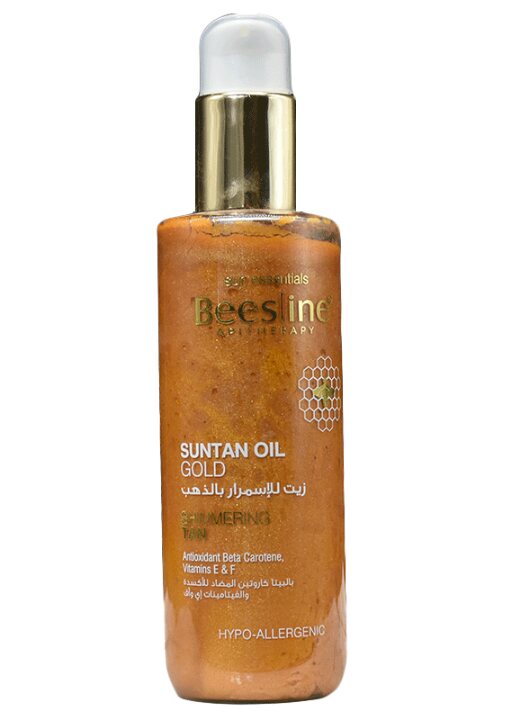 sun essentials
Beesline®
APITHERAPY
SUNTAN OIL
GOLD
زيت للإسمرار بالذهب
SHIMMERING
TAN
Antioxidant Beta Carotene,
Vitamins E & F
بالبيتا كاروتين المضاد للأكسدة
والفيتامينات إي وأف
HYPO-ALLERGENIC